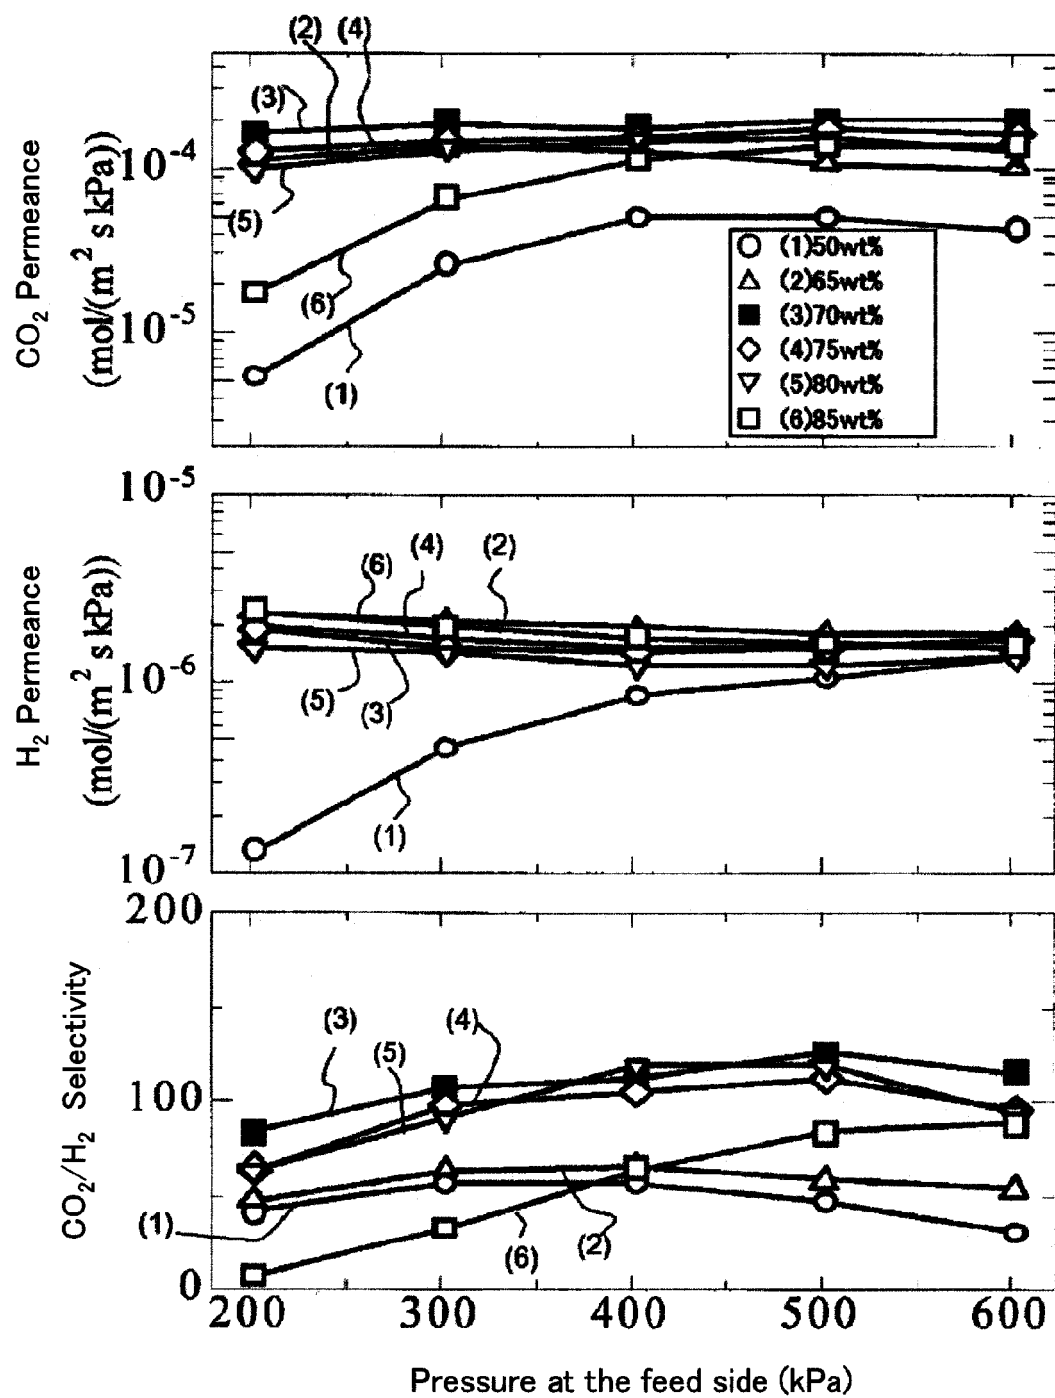 (2) (4)
(3)
10⁻⁴
(5)
(6)
10⁻⁵
(1)
CO₂ Permeance
(mol/(m² s kPa))
(1)50wt%
(2)65wt%
(3)70wt%
(4)75wt%
(5)80wt%
(6)85wt%
10⁻⁵
(6) (4) (2)
10⁻⁶
(5) (3)
(1)
10⁻⁷
H₂ Permeance
(mol/(m² s kPa))
200
(3) (5) (4)
100
(1) (6) (2)
0
CO₂/H₂ Selectivity
200 300 400 500 600
Pressure at the feed side (kPa)